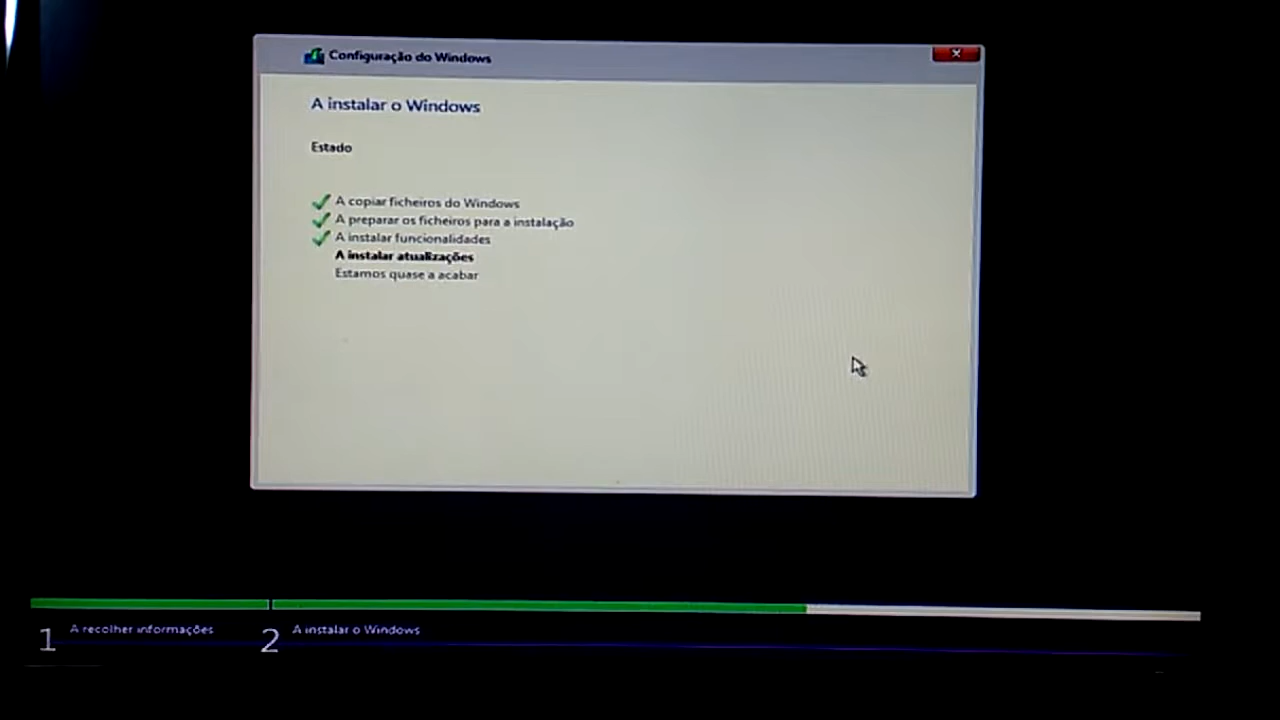 Configuração do Windows
A instalar o Windows
Estado
A copiar ficheiros do Windows
A preparar os ficheiros para a instalação
A instalar funcionalidades
A instalar atualizações
Estamos quase a acabar
1 A recolher informações
2 A instalar o Windows